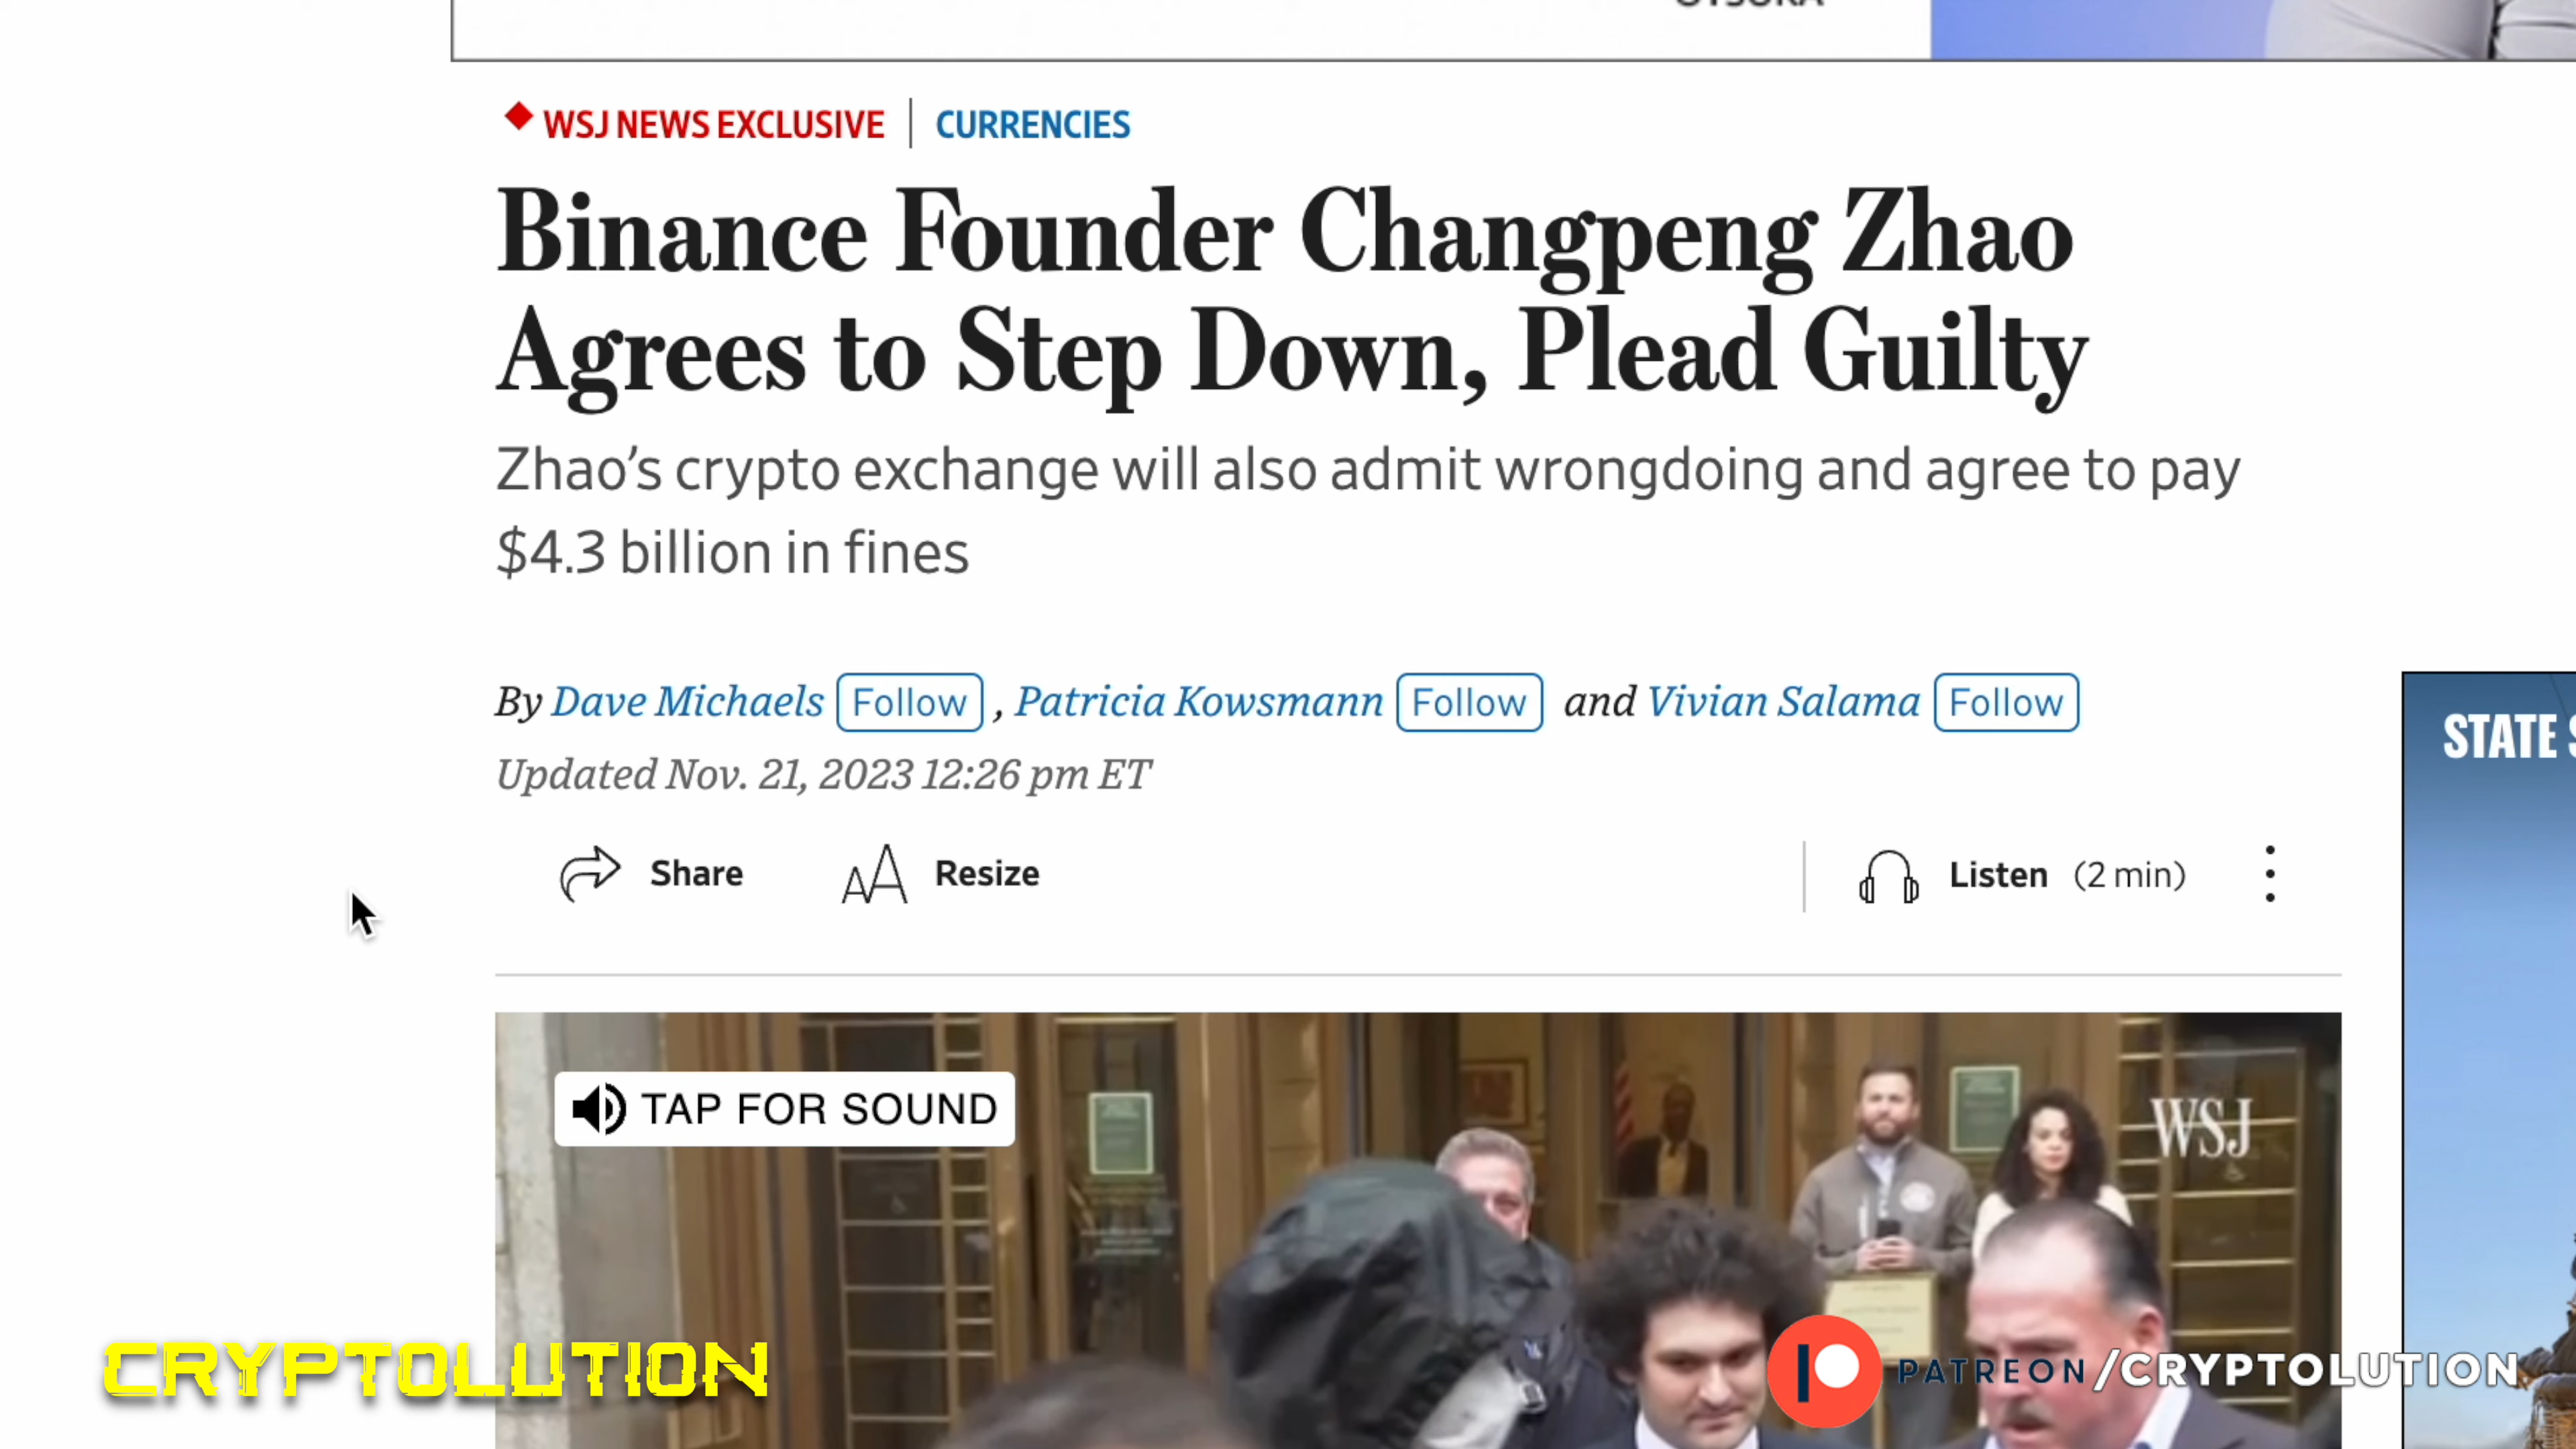 WSJ NEWS EXCLUSIVE | CURRENCIES
Binance Founder Changpeng Zhao
Agrees to Step Down, Plead Guilty
Zhao’s crypto exchange will also admit wrongdoing and agree to pay
$4.3 billion in fines
By Dave Michaels Follow , Patricia Kowsmann Follow and Vivian Salama Follow
Updated Nov. 21, 2023 12:26 pm ET
Share Resize Listen (2 min)
STATE
TAP FOR SOUND
WSJ
CRYPTOLUTION
PATREON/CRYPTOLUTION